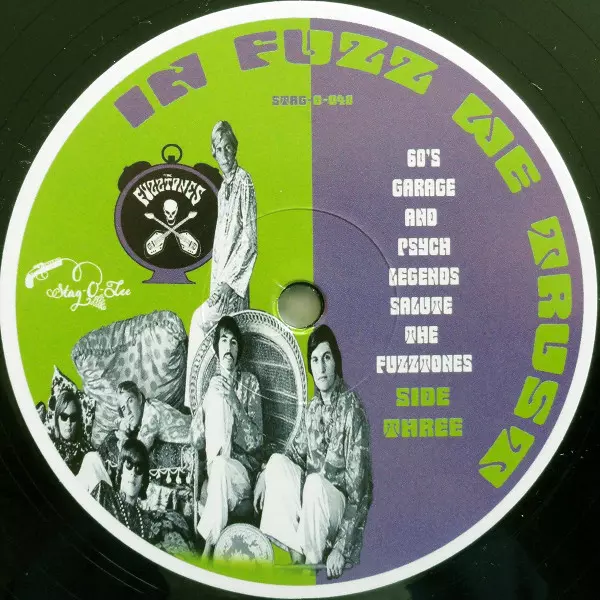 IN FUZZ WE TRUST
STAG-O-048
THE
FUZZTONES
Stag-O-Lee
60'S
GARAGE
AND
PSYCH
LEGENDS
SALUTE
THE
FUZZTONES
SIDE
THREE